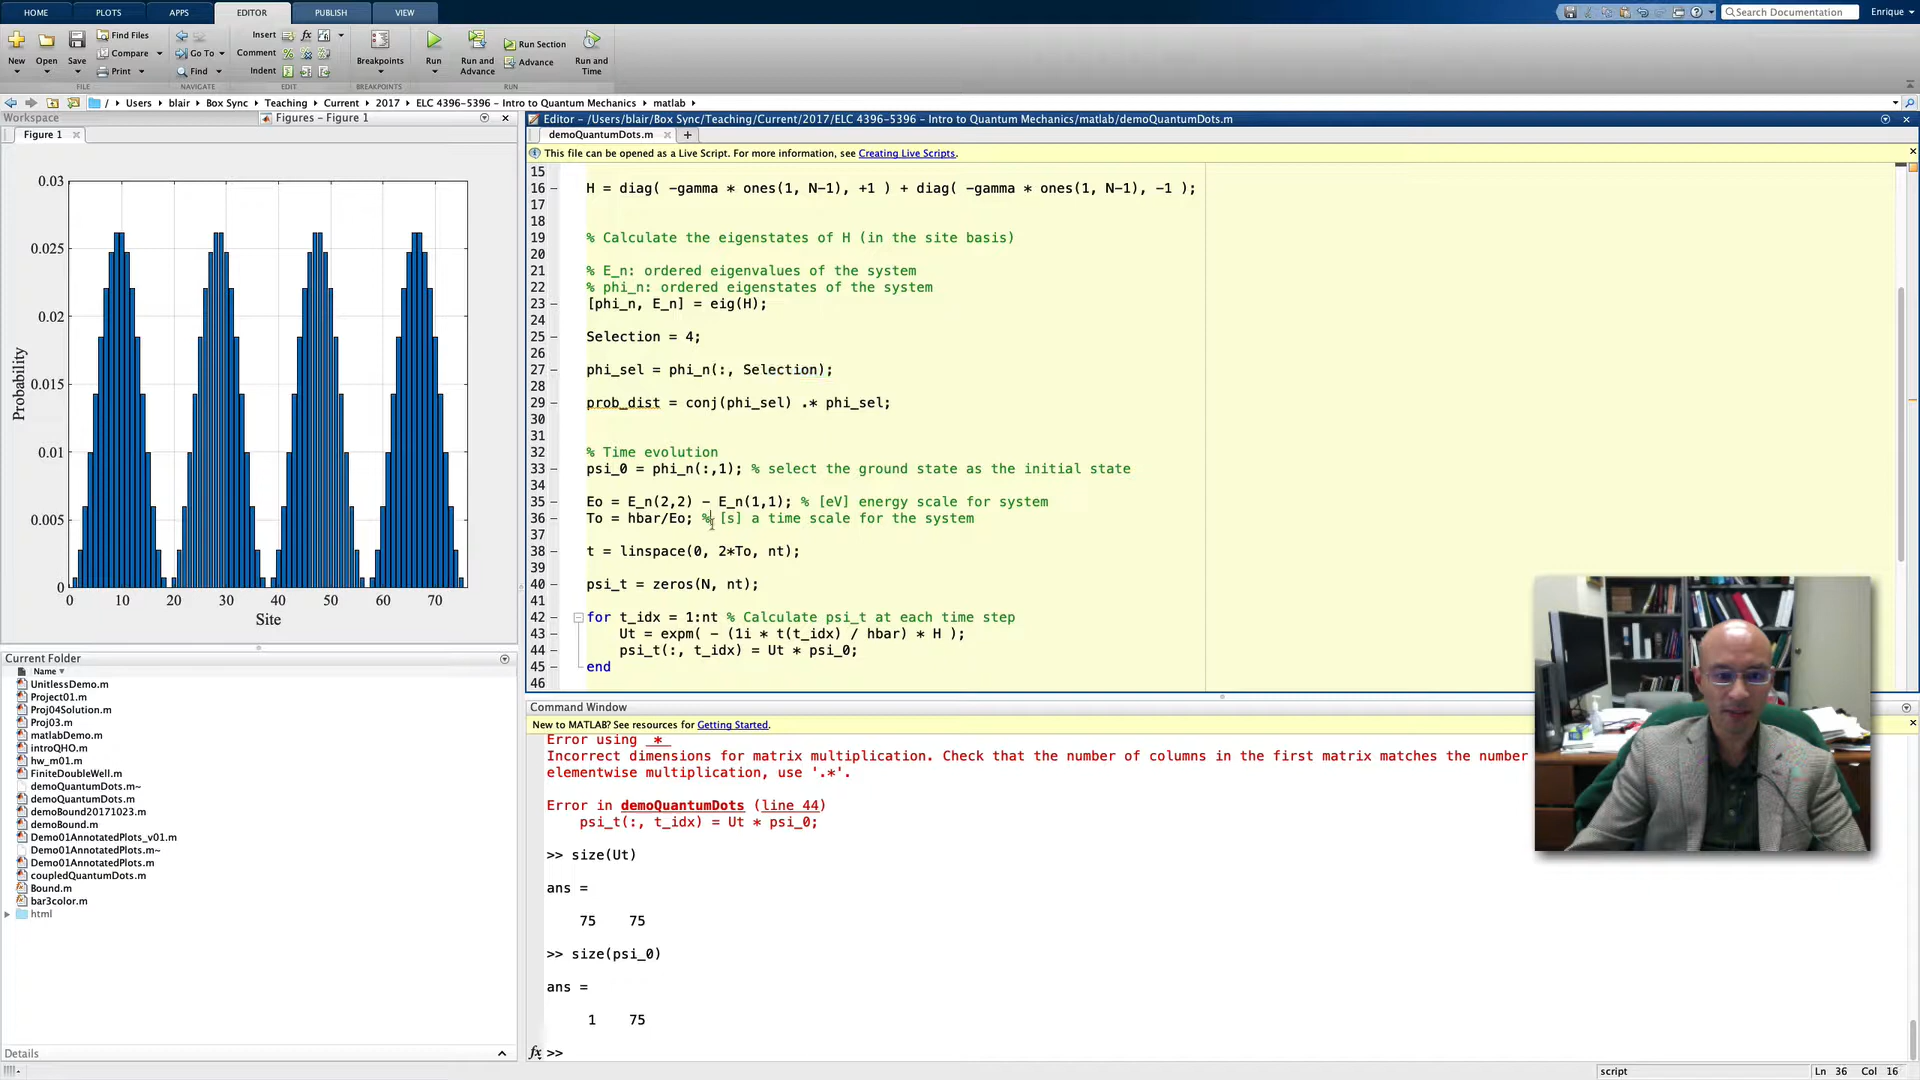 HOME PLOTS APPS EDITOR PUBLISH VIEW
Search Documentation
Enrique
New
Open
Save
Find Files
Compare
Print
Go To
Find
Insert
Comment
Indent
Breakpoints
Run
Run and
Advance
Run Section
Advance
Run and
Time
FILE NAVIGATE EDIT BREAKPOINTS RUN
/ Users blair Box Sync Teaching Current 2017 ELC 4396-5396 - Intro to Quantum Mechanics matlab
Workspace
Figures - Figure 1
Figure 1
0.03
0.025
0.02
0.015
0.01
0.005
0
Probability
0 10 20 30 40 50 60 70
Site
Current Folder
Name
UnitlessDemo.m
Project01.m
Proj04Solution.m
Proj03.m
matlabDemo.m
introQHO.m
hw_m01.m
FiniteDoubleWell.m
demoQuantumDots.m~
demoQuantumDots.m
demoBound20171023.m
demoBound.m
Demo01AnnotatedPlots_v01.m
Demo01AnnotatedPlots.m~
Demo01AnnotatedPlots.m
coupledQuantumDots.m
Bound.m
bar3color.m
html
Details
Editor - /Users/blair/Box Sync/Teaching/Current/2017/ELC 4396-5396 - Intro to Quantum Mechanics/matlab/demoQuantumDots.m
demoQuantumDots.m
This file can be opened as a Live Script. For more information, see Creating Live Scripts.
15
16 H = diag( -gamma * ones(1, N-1), +1 ) + diag( -gamma * ones(1, N-1), -1 );
17
18
19 % Calculate the eigenstates of H (in the site basis)
20
21 % E_n: ordered eigenvalues of the system
22 % phi_n: ordered eigenstates of the system
23 [phi_n, E_n] = eig(H);
24
25 Selection = 4;
26
27 phi_sel = phi_n(:, Selection);
28
29 prob_dist = conj(phi_sel) .* phi_sel;
30
31
32 % Time evolution
33 psi_0 = phi_n(:,1); % select the ground state as the initial state
34
35 Eo = E_n(2,2) - E_n(1,1); % [eV] energy scale for system
36 To = hbar/Eo; % [s] a time scale for the system
37
38 t = linspace(0, 2*To, nt);
39
40 psi_t = zeros(N, nt);
41
42 for t_idx = 1:nt % Calculate psi_t at each time step
43 Ut = expm( - (1i * t(t_idx) / hbar) * H );
44 psi_t(:, t_idx) = Ut * psi_0;
45 end
46
Command Window
New to MATLAB? See resources for Getting Started.
Error using *
Incorrect dimensions for matrix multiplication. Check that the number of columns in the first matrix matches the number
elementwise multiplication, use '.*'.
Error in demoQuantumDots (line 44)
psi_t(:, t_idx) = Ut * psi_0;
>> size(Ut)
ans =
75 75
>> size(psi_0)
ans =
1 75
fx >>
script
Ln 36 Col 16